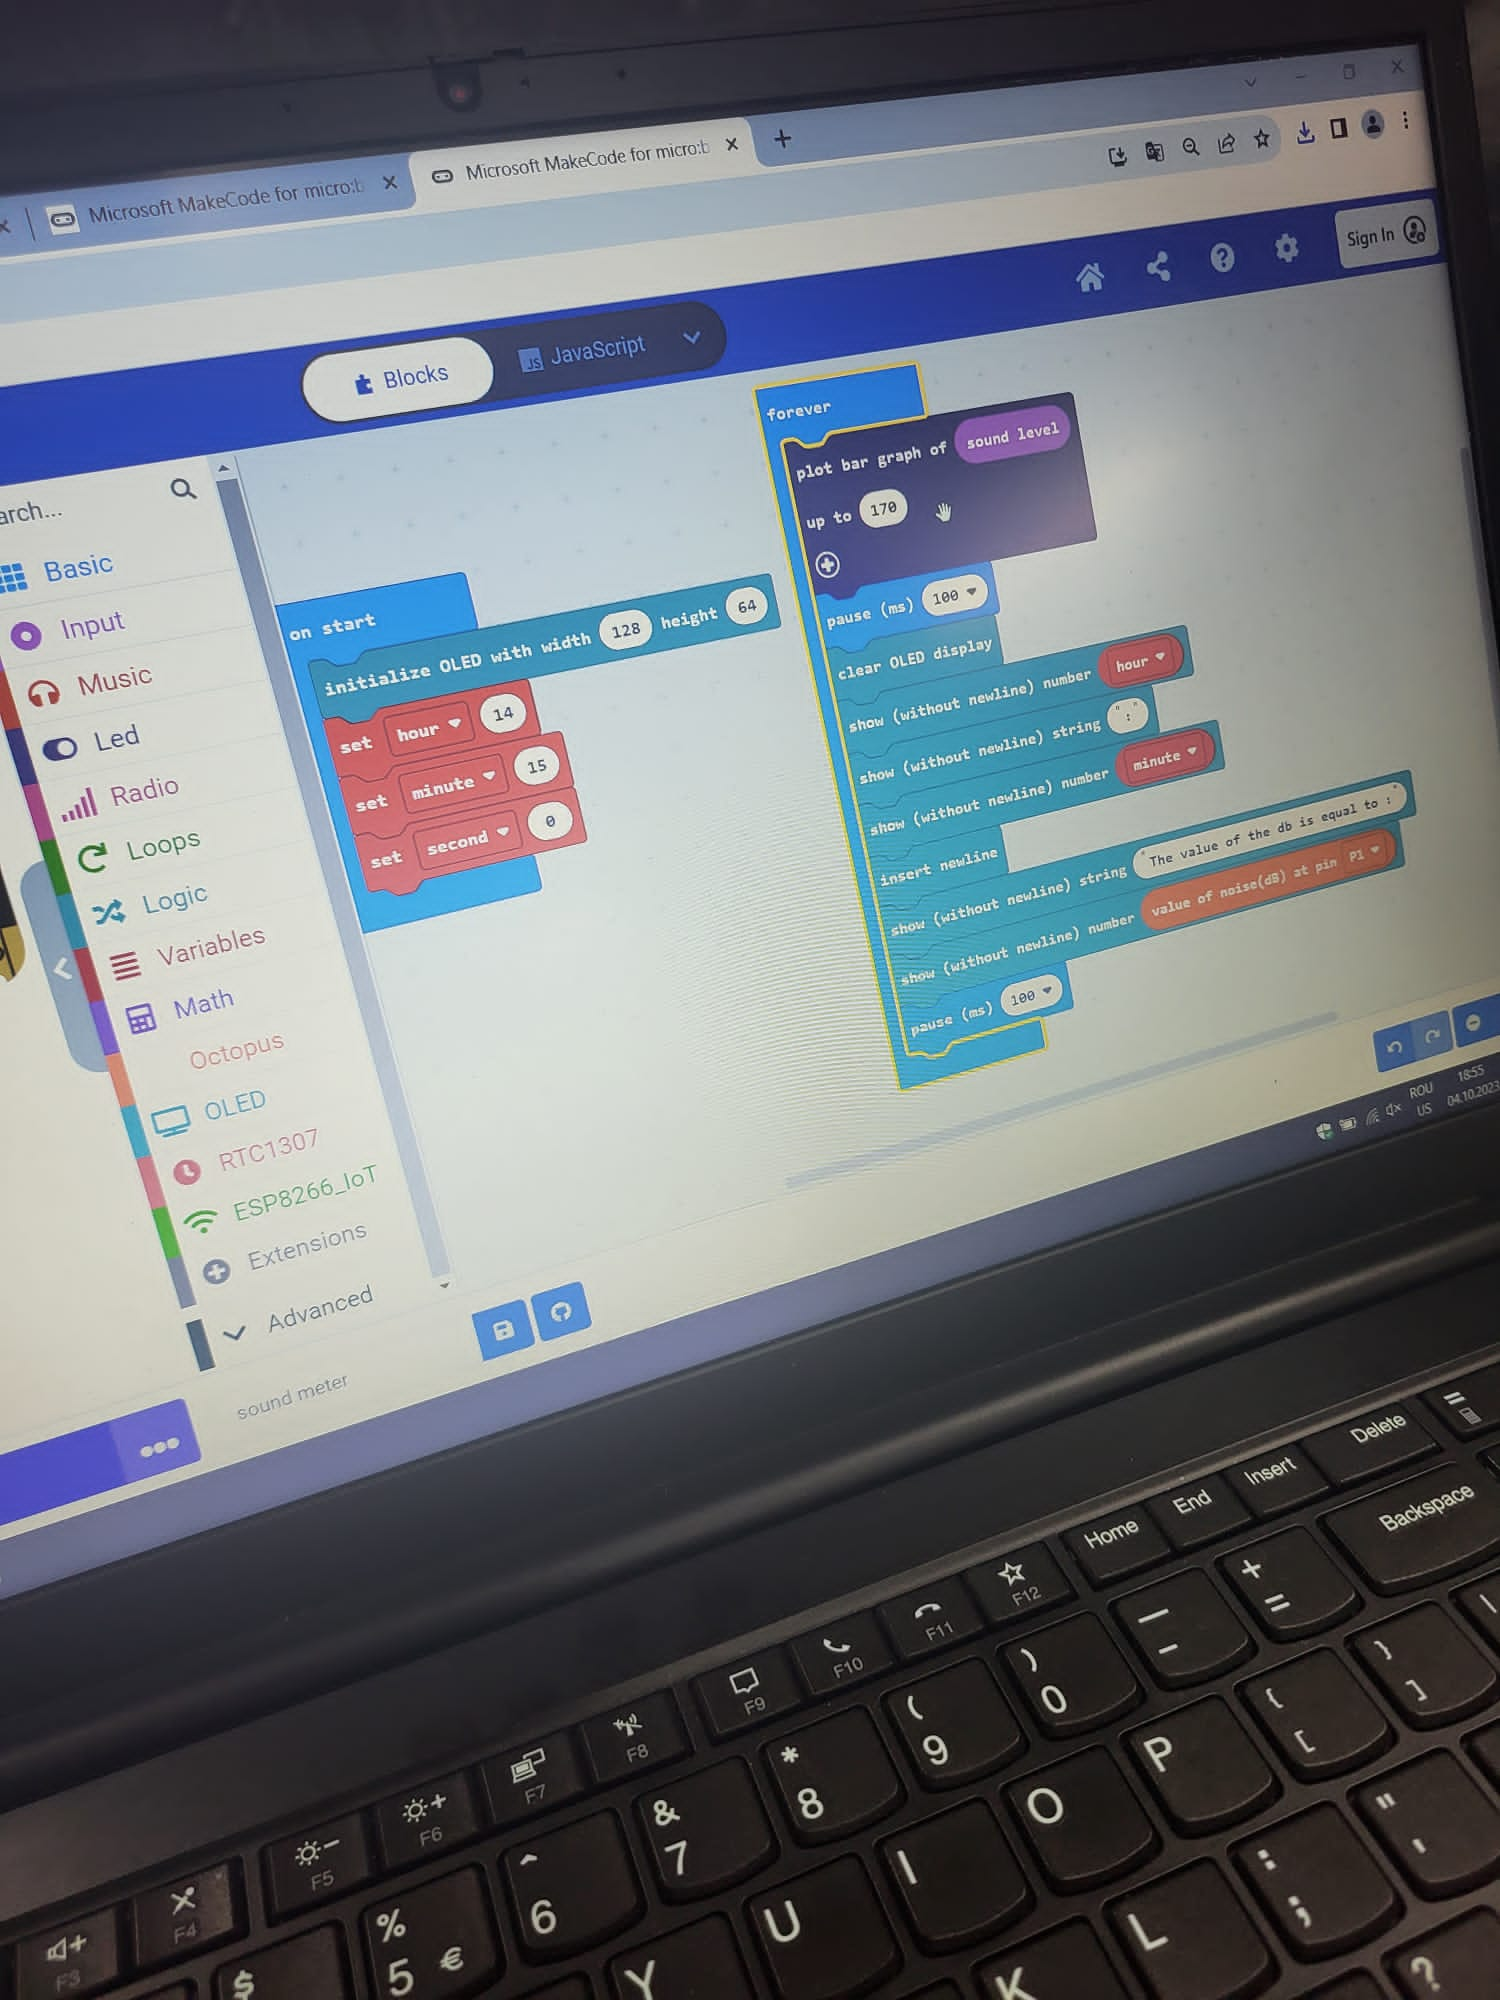 Microsoft MakeCode for micro:b
Microsoft MakeCode for micro:b
Sign In
Blocks
JS JavaScript
arch...
Basic
Input
Music
Led
Radio
Loops
Logic
Variables
Math
Octopus
OLED
RTC1307
ESP8266_IoT
Extensions
Advanced
on start
initialize OLED with width 128 height 64
set hour 14
set minute 15
set second 0
forever
plot bar graph of sound level
up to 170
pause (ms) 100
clear OLED display
show (without newline) number hour
show (without newline) string ":"
show (without newline) number minute
insert newline
show (without newline) string "The value of the db is equal to :"
show (without newline) number value of noise(dB) at pin P1
pause (ms) 100
sound meter
ROU
US
18:55
04.10.2023
Home End Insert Delete
Backspace
F3 F4 F5 F6 F7 F8 F9 F10 F11 F12
$ % 5 € ^ 6 & 7 * 8 ( 9 ) 0 — - + =
Y U I O P { [ } ]
K L : ; " '
?